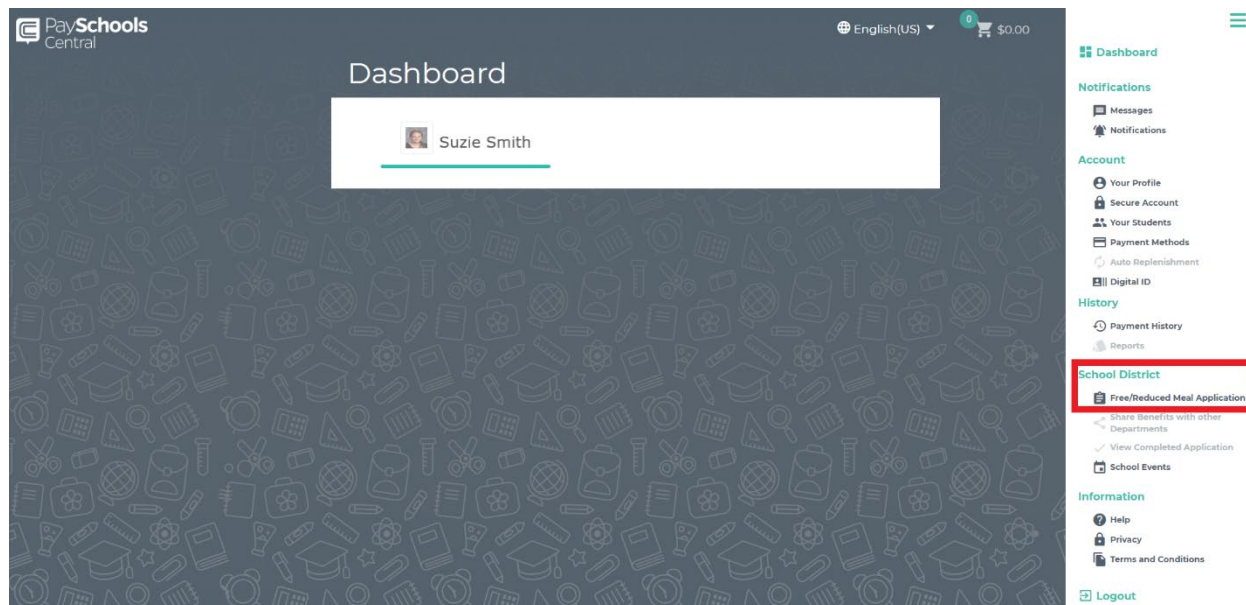 PaySchools
Central
English(US)
0
$0.00
Dashboard
Suzie Smith
Dashboard
Notifications
Messages
Notifications
Account
Your Profile
Secure Account
Your Students
Payment Methods
Auto Replenishment
Digital ID
History
Payment History
Reports
School District
Free/Reduced Meal Application
Share Benefits with other
Departments
View Completed Application
School Events
Information
Help
Privacy
Terms and Conditions
Logout